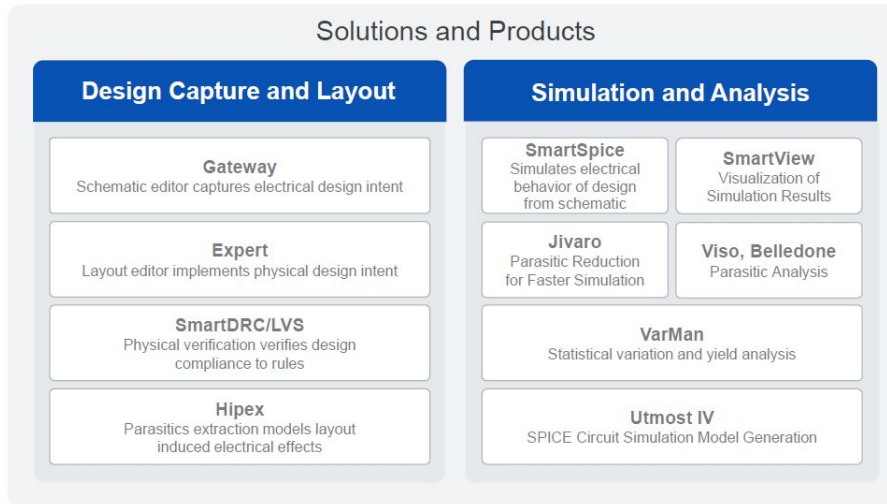 Solutions and Products
Design Capture and Layout
Gateway
Schematic editor captures electrical design intent
Expert
Layout editor implements physical design intent
SmartDRC/LVS
Physical verification verifies design
compliance to rules
Hipex
Parasitics extraction models layout
induced electrical effects
Simulation and Analysis
SmartSpice
Simulates electrical
behavior of design
from schematic
SmartView
Visualization of
Simulation Results
Jivaro
Parasitic Reduction
for Faster Simulation
Viso, Belledone
Parasitic Analysis
VarMan
Statistical variation and yield analysis
Utmost IV
SPICE Circuit Simulation Model Generation